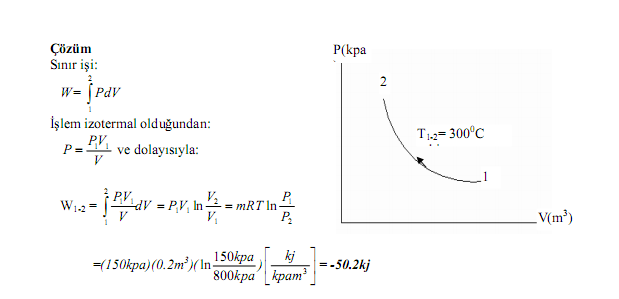 Çözüm
Sınır işi:
W = ∫₁² PdV
İşlem izotermal olduğundan:
P = P₁V₁ / V ve dolayısıyla:
W₁₋₂ = ∫₁² P₁V₁/V dV = P₁V₁ ln V₂/V₁ = mRT ln P₁/P₂
=(150kpa)(0.2m³)(ln 150kpa/800kpa) [kj/kpam³] = -50.2kj
P(kpa
2
T₁₋₂= 300⁰C
1
V(m³)